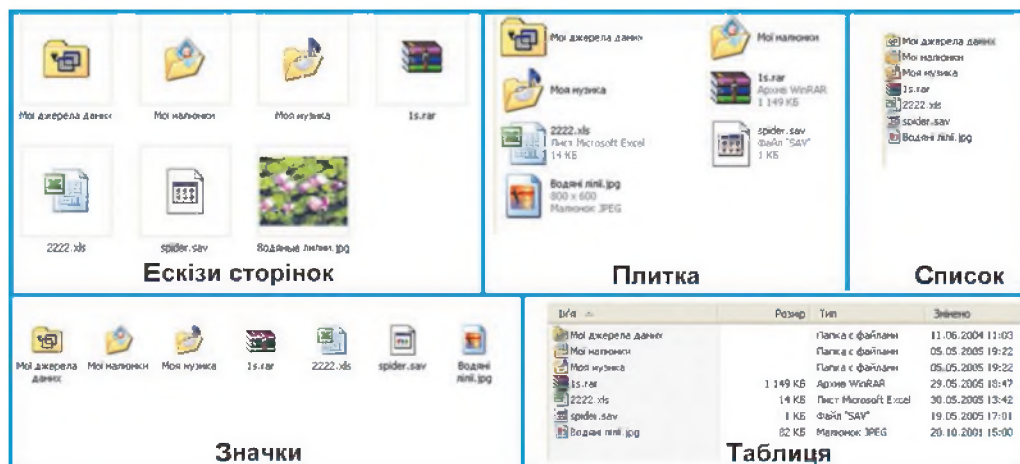 Мої джерела даних
Мої малюнки
Моя музика
1s.rar
2222.xls
spider.sav
Водяные лилии.jpg
Ескізи сторінок
Мої джерела даних
Мої малюнки
Моя музика
1s.rar
Архив WinRAR
1 149 КБ
2222.xls
Лист Microsoft Excel
14 КБ
spider.sav
Файл "SAV"
1 КБ
Водяні лілії.jpg
800 x 600
Малюнок JPEG
Плитка
Мої джерела даних
Мої малюнки
Моя музика
1s.rar
2222.xls
spider.sav
Водяні лілії.jpg
Список
Мої джерела даних
Мої малюнки
Моя музика
1s.rar
2222.xls
spider.sav
Водяні лілії.jpg
Значки
Ім'я Размер Тип Змінено
Мої джерела даних Папка с файлами 11.06.2004 11:03
Мої малюнки Папка с файлами 05.05.2005 19:22
Моя музика Папка с файлами 05.05.2005 19:22
1s.rar 1 149 КБ Архив WinRAR 29.05.2005 18:47
2222.xls 14 КБ Лист Microsoft Excel 30.05.2005 13:42
spider.sav 1 КБ Файл "SAV" 19.05.2005 17:01
Водяні лілії.jpg 82 КБ Малюнок JPEG 20.10.2001 15:00
Таблиця